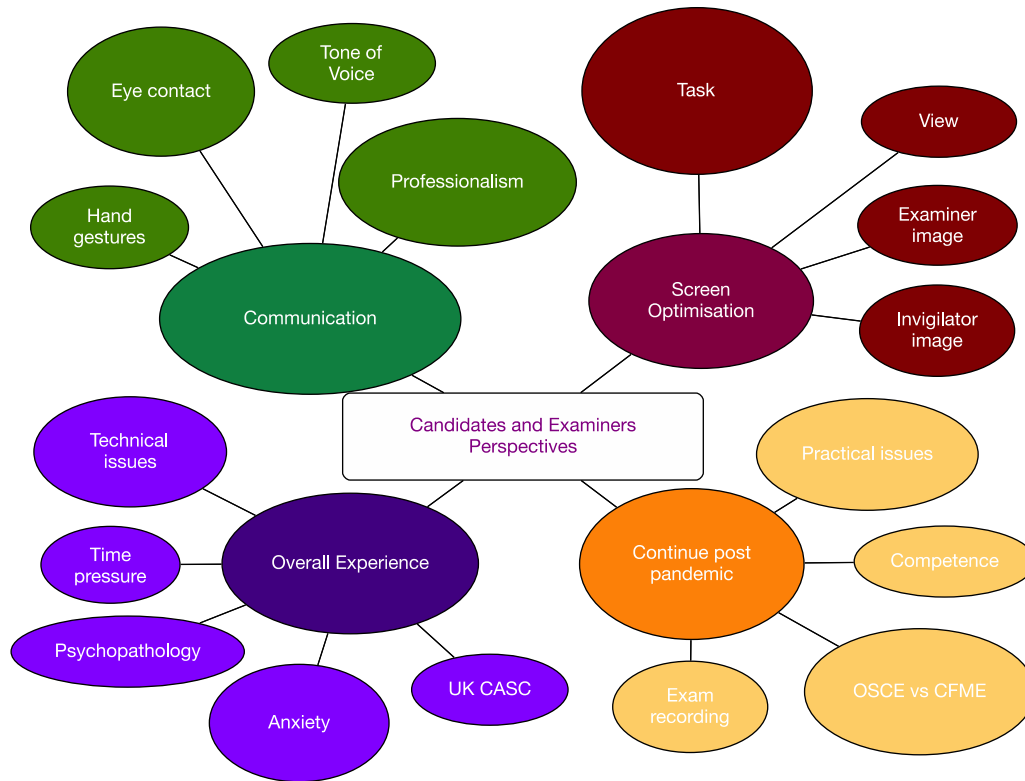 Eye contact
Tone of
Voice
Professionalism
Hand
gestures
Communication
Task
View
Examiner
image
Invigilator
image
Screen
Optimisation
Candidates and Examiners
Perspectives
Technical
issues
Time
pressure
Psychopathology
Anxiety
UK CASC
Overall Experience
Continue post
pandemic
Practical issues
Competence
OSCE vs CFME
Exam
recording